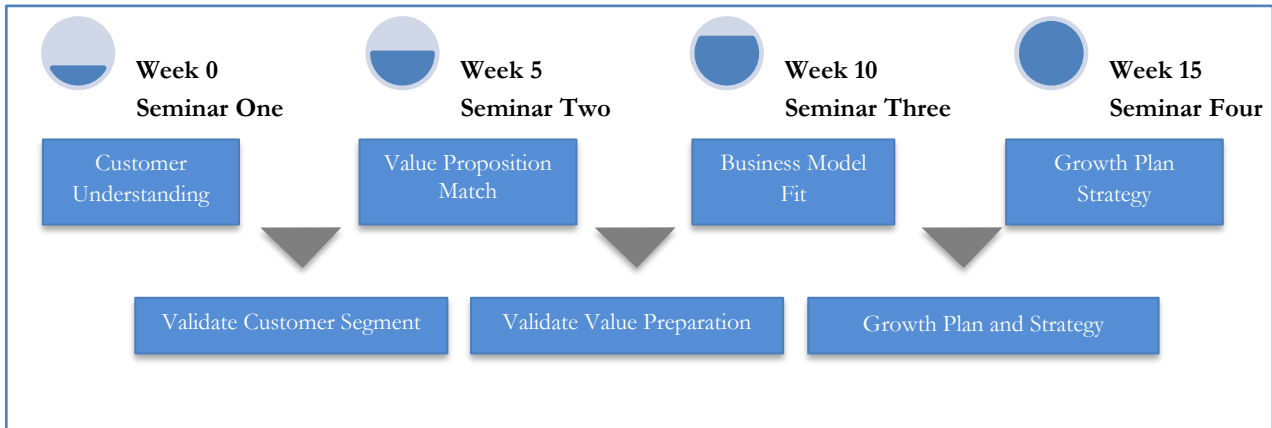 Week 0
Seminar One
Week 5
Seminar Two
Week 10
Seminar Three
Week 15
Seminar Four
Customer
Understanding
Value Proposition
Match
Business Model
Fit
Growth Plan
Strategy
Validate Customer Segment
Validate Value Preparation
Growth Plan and Strategy